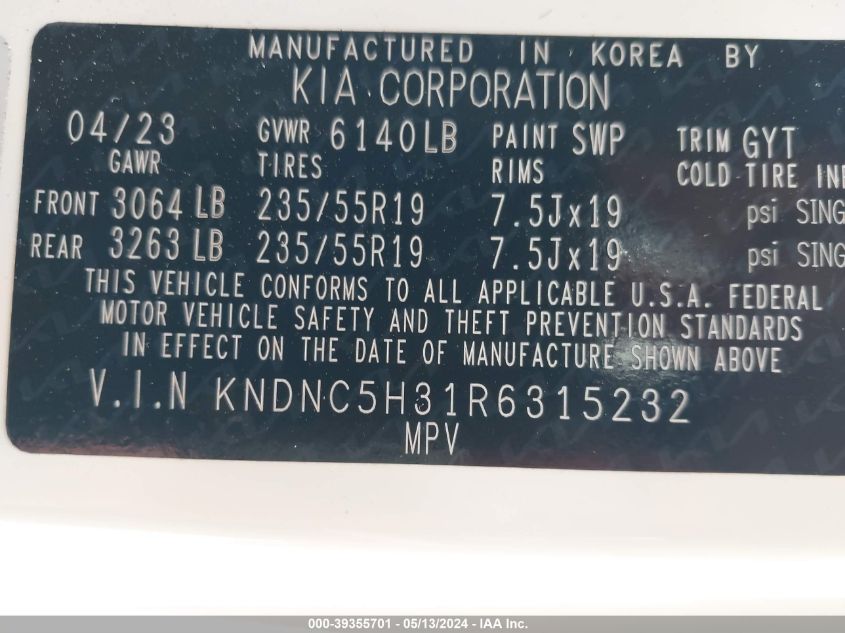 MANUFACTURED IN KOREA BY
KIA CORPORATION
04/23 GVWR 6140LB PAINT SWP TRIM GYT
GAWR TIRES RIMS COLD TIRE INF
FRONT 3064 LB 235/55R19 7.5Jx19 psi SING
REAR 3263 LB 235/55R19 7.5Jx19 psi SING
THIS VEHICLE CONFORMS TO ALL APPLICABLE U.S.A. FEDERAL
MOTOR VEHICLE SAFETY AND THEFT PREVENTION STANDARDS
IN EFFECT ON THE DATE OF MANUFACTURE SHOWN ABOVE
V.I.N KNDNC5H31R6315232
MPV
000-39355701 - 05/13/2024 - IAA Inc.